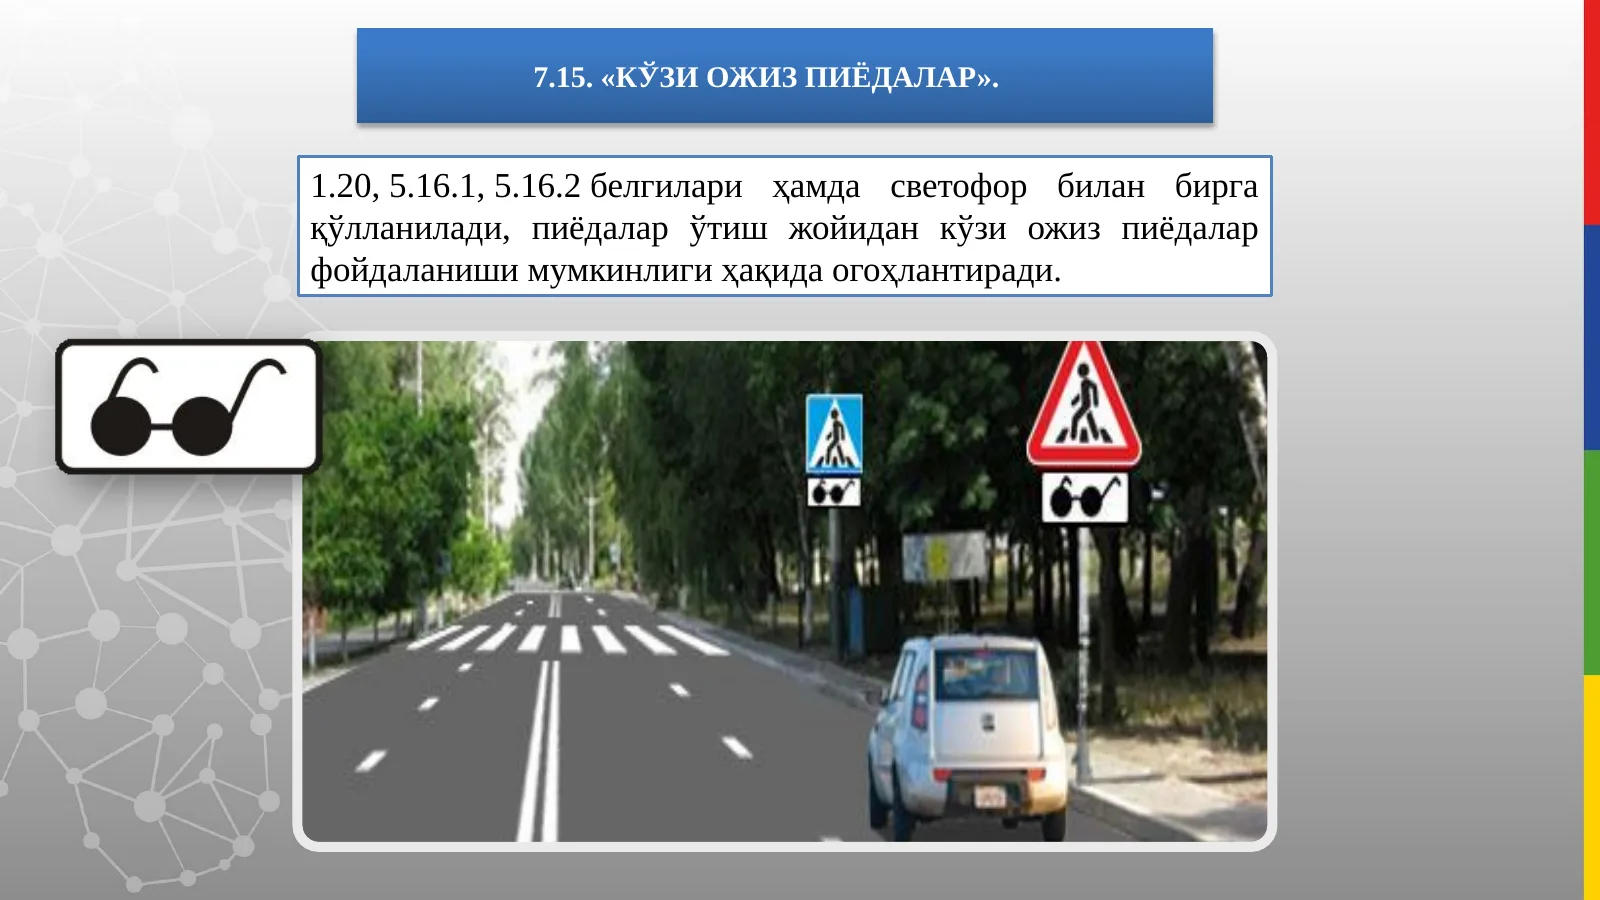 7.15. «КЎЗИ ОЖИЗ ПИЁДАЛАР».
1.20, 5.16.1, 5.16.2 белгилари ҳамда светофор билан бирга
қўлланилади, пиёдалар ўтиш жойидан кўзи ожиз пиёдалар
фойдаланиши мумкинлиги ҳақида огоҳлантиради.